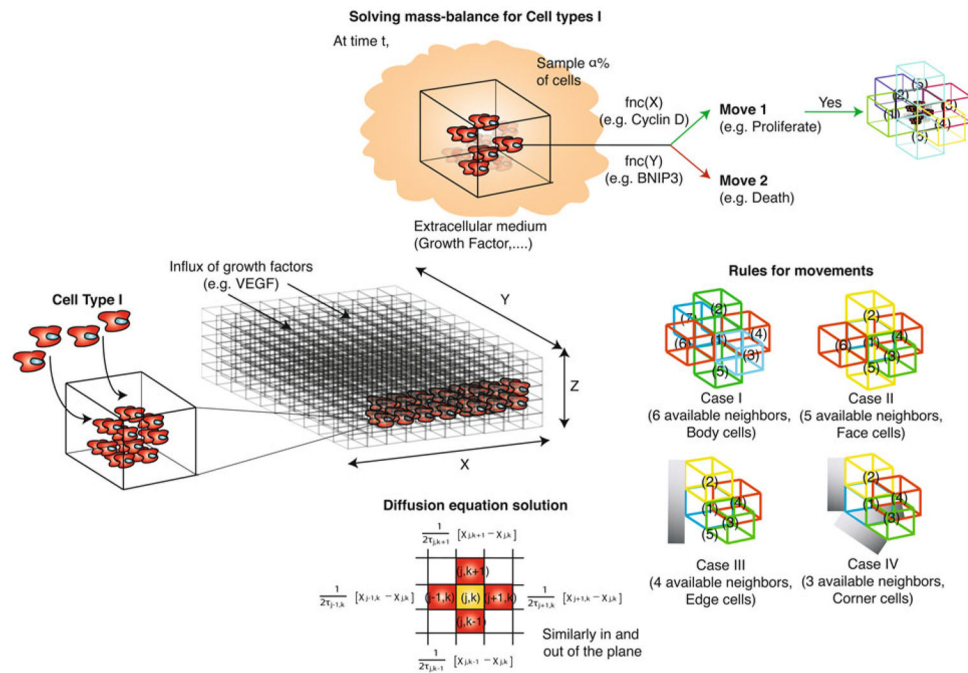 Solving mass-balance for Cell types I
At time t,
Sample α%
of cells
fnc(X)
(e.g. Cyclin D)
Move 1
(e.g. Proliferate)
Yes
fnc(Y)
(e.g. BNIP3)
Move 2
(e.g. Death)
Extracellular medium
(Growth Factor,....)
Influx of growth factors
(e.g. VEGF)
Cell Type I
Y
Z
X
Rules for movements
(2)
(7)
(4)
(1)
(6)
(3)
(5)
Case I
(6 available neighbors,
Body cells)
(2)
(4)
(6)
(1)
(3)
(5)
Case II
(5 available neighbors,
Face cells)
(2)
(4)
(1)
(3)
(5)
Case III
(4 available neighbors,
Edge cells)
(2)
(4)
(1)
(3)
Case IV
(3 available neighbors,
Corner cells)
Diffusion equation solution
1/2τj,k+1 [Xj,k+1 − Xj,k]
(j,k+1)
1/2τj-1,k [Xj-1,k − Xj,k]
(j-1,k)
(j,k)
(j+1,k)
1/2τj+1,k [Xj+1,k − Xj,k]
(j,k-1)
1/2τj,k-1 [Xj,k-1 − Xj,k]
Similarly in and
out of the plane